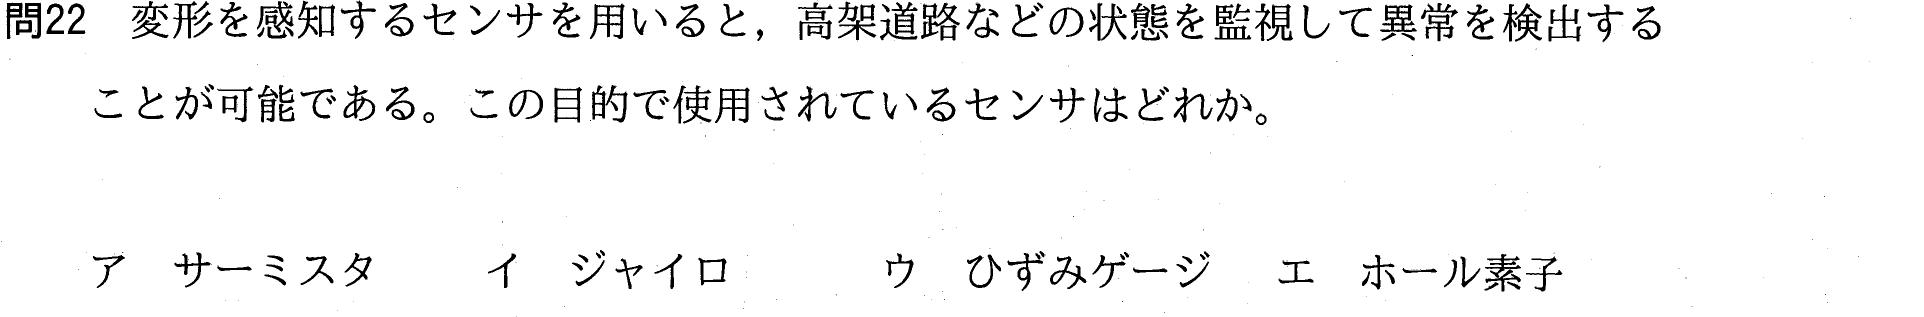 問22 変形を感知するセンサを用いると，高架道路などの状態を監視して異常を検出する
ことが可能である。この目的で使用されているセンサはどれか。
ア サーミスタ イ ジャイロ ウ ひずみゲージ エ ホール素子